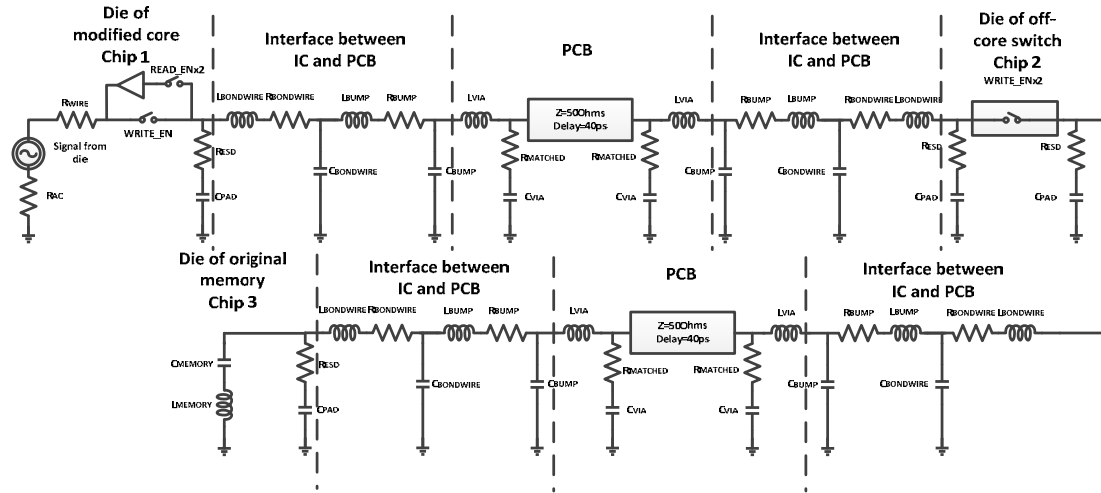 Die of
modified core
Chip 1
Interface between
IC and PCB
PCB
Interface between
IC and PCB
Die of off-
core switch
Chip 2
READ_ENx2
WRITE_ENx2
RWIRE
WRITE_EN
LBONDWIRE RBONDWIRE LBUMP RBUMP
LVIA
Z=50Ohms
Delay=40ps
LVIA
RBUMP LBUMP RBONDWIRE LBONDWIRE
Signal from
die
RAC
RESD
CPAD
CBONDWIRE
CBUMP
RMATCHED
CVIA
RMATCHED
CVIA
CBUMP
CBONDWIRE
RESD
CPAD
RESD
CPAD
Die of original
memory
Chip 3
Interface between
IC and PCB
PCB
Interface between
IC and PCB
LBONDWIRE RBONDWIRE LBUMP RBUMP
LVIA
Z=50Ohms
Delay=40ps
LVIA
RBUMP LBUMP RBONDWIRE LBONDWIRE
CMEMORY
LMEMORY
RESD
CPAD
CBONDWIRE
CBUMP
RMATCHED
CVIA
RMATCHED
CVIA
CBUMP
CBONDWIRE